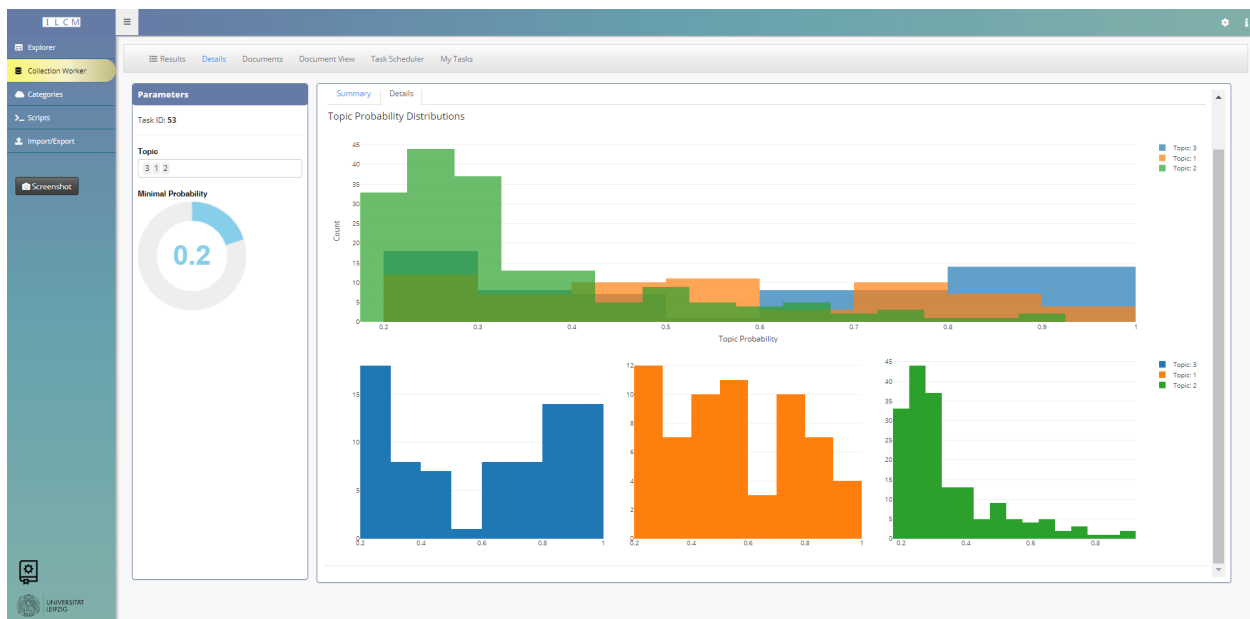 ILCM
Explorer
Collection Worker
Categories
Scripts
Import/Export
Screenshot
UNIVERSITAT
LEIPZIG
Results Details Documents Document View Task Scheduler My Tasks
Parameters
Task ID: 53
Topic
3 1 2
Minimal Probability
0.2
Summary Details
Topic Probability Distributions
45
40
35
30
25
20
15
10
5
0
Count
0.2 0.3 0.4 0.5 0.6 0.7 0.8 0.9 1
Topic Probability
Topic: 3
Topic: 1
Topic: 2
15
10
5
0
0.2 0.4 0.6 0.8 1
12
10
8
6
4
2
0
0.2 0.4 0.6 0.8 1
45
40
35
30
25
20
15
10
5
0
0.2 0.4 0.6 0.8
Topic: 3
Topic: 1
Topic: 2